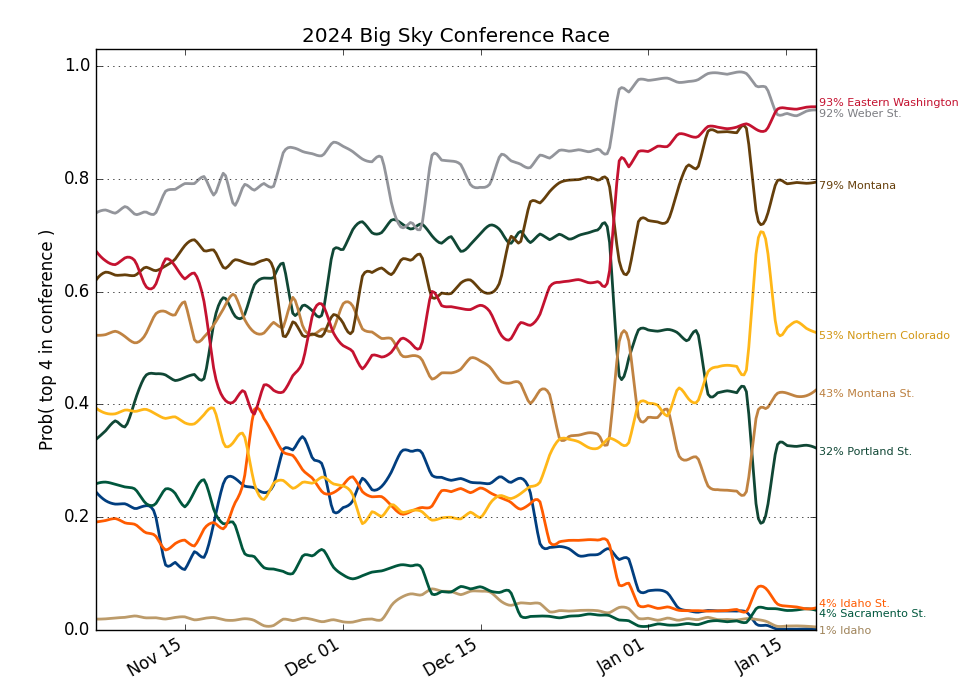 2024 Big Sky Conference Race
Prob( top 4 in conference )
1.0
0.8
0.6
0.4
0.2
0.0
Nov 15
Dec 01
Dec 15
Jan 01
Jan 15
93% Eastern Washington
92% Weber St.
79% Montana
53% Northern Colorado
43% Montana St.
32% Portland St.
4% Idaho St.
4% Sacramento St.
1% Idaho